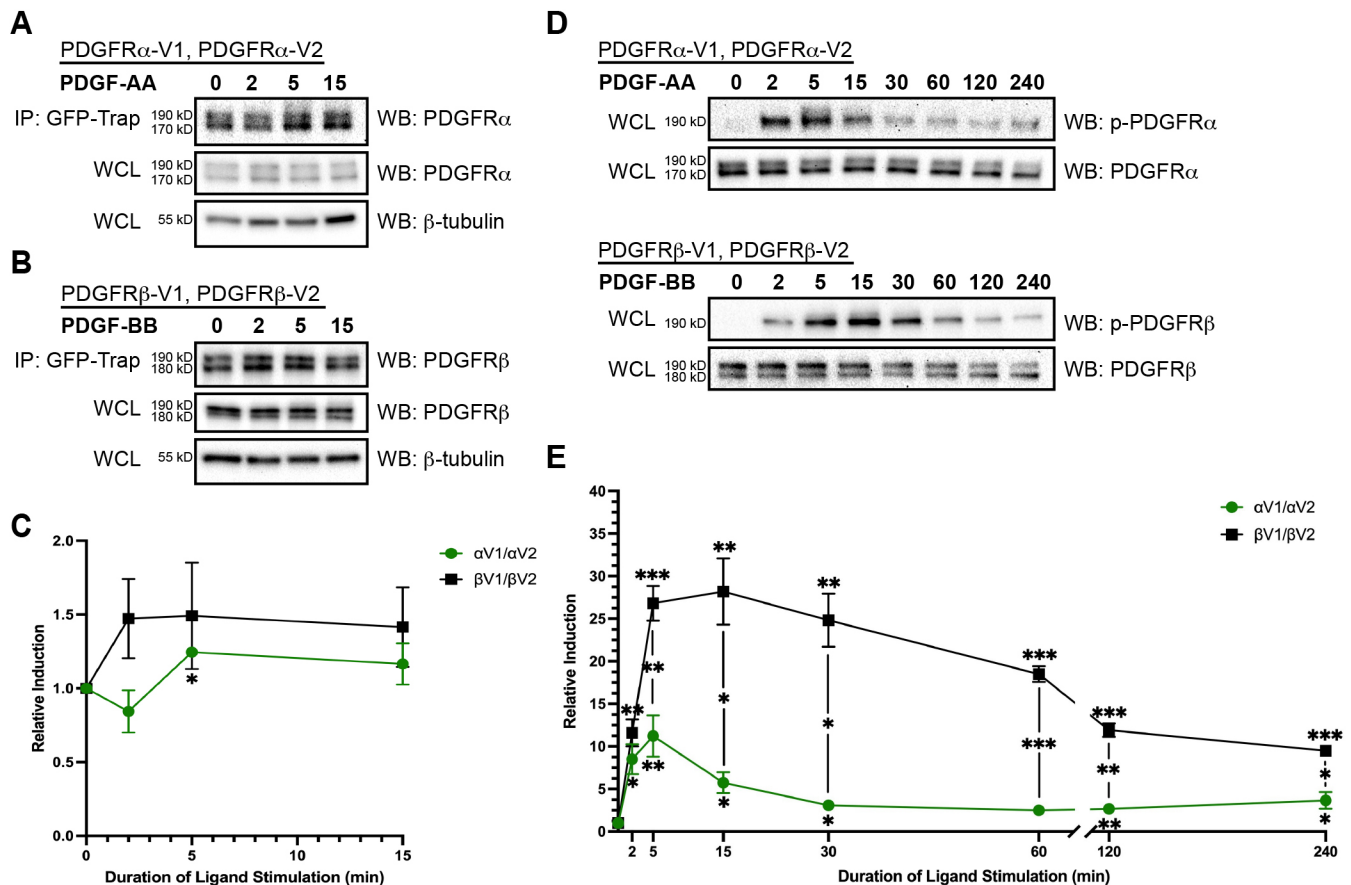 A
PDGFRα-V1, PDGFRα-V2
PDGF-AA 0 2 5 15
IP: GFP-Trap 190 kD 170 kD WB: PDGFRα
WCL 190 kD 170 kD WB: PDGFRα
WCL 55 kD WB: β-tubulin
B
PDGFRβ-V1, PDGFRβ-V2
PDGF-BB 0 2 5 15
IP: GFP-Trap 190 kD 180 kD WB: PDGFRβ
WCL 190 kD 180 kD WB: PDGFRβ
WCL 55 kD WB: β-tubulin
C
2.0
1.5
1.0
0.5
0.0
Relative Induction
*
αV1/αV2
βV1/βV2
0 5 10 15
Duration of Ligand Stimulation (min)
D
PDGFRα-V1, PDGFRα-V2
PDGF-AA 0 2 5 15 30 60 120 240
WCL 190 kD WB: p-PDGFRα
WCL 190 kD 170 kD WB: PDGFRα
PDGFRβ-V1, PDGFRβ-V2
PDGF-BB 0 2 5 15 30 60 120 240
WCL 190 kD WB: p-PDGFRβ
WCL 190 kD 180 kD WB: PDGFRβ
E
40
35
30
25
20
15
10
5
0
Relative Induction
αV1/αV2
βV1/βV2
** *** ** ** *** *** ***
** * * *** ** *
* ** * * ** *
2 5 15 30 60 120 240
Duration of Ligand Stimulation (min)